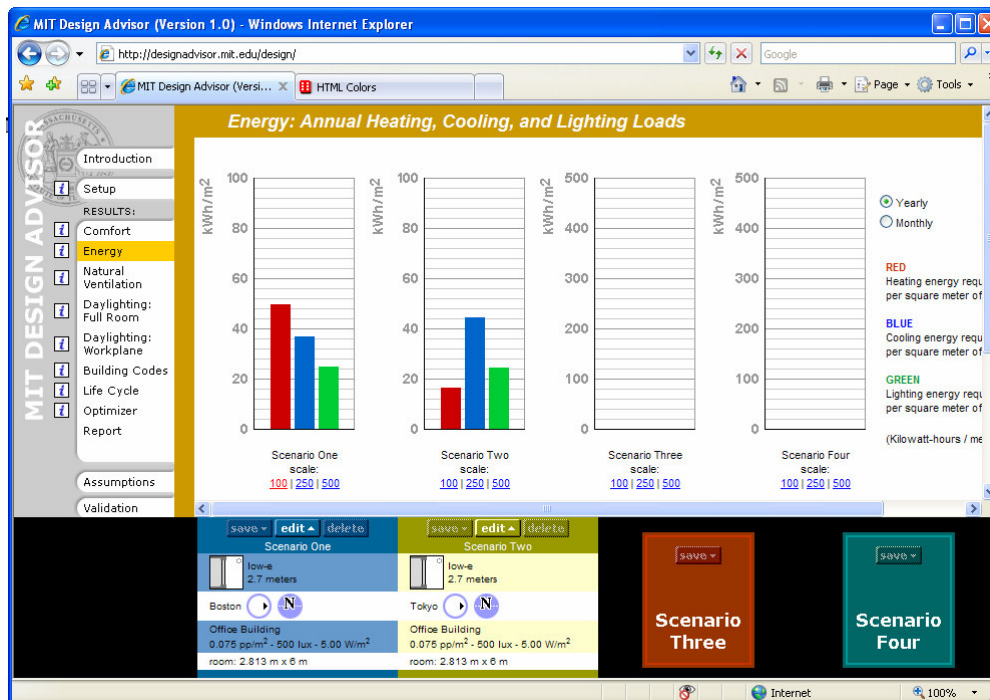 MIT Design Advisor (Version 1.0) - Windows Internet Explorer
http://designadvisor.mit.edu/design/
Google
MIT Design Advisor (Versi...
HTML Colors
Page
Tools
MIT DESIGN ADVISOR
Introduction
Setup
RESULTS:
Comfort
Energy
Natural
Ventilation
Daylighting:
Full Room
Daylighting:
Workplane
Building Codes
Life Cycle
Optimizer
Report
Assumptions
Validation
Energy: Annual Heating, Cooling, and Lighting Loads
kWh/m2
100
80
60
40
20
0
Scenario One
scale:
100 | 250 | 500
kWh/m2
100
80
60
40
20
0
Scenario Two
scale:
100 | 250 | 500
kWh/m2
500
400
300
200
100
0
Scenario Three
scale:
100 | 250 | 500
kWh/m2
500
400
300
200
100
0
Scenario Four
scale:
100 | 250 | 500
Yearly
Monthly
RED
Heating energy requ
per square meter of
BLUE
Cooling energy requ
per square meter of
GREEN
Lighting energy requ
per square meter of
(Kilowatt-hours / me
save edit delete
Scenario One
low-e
2.7 meters
Boston N
Office Building
0.075 pp/m² - 500 lux - 5.00 W/m²
room: 2.813 m x 6 m
save edit delete
Scenario Two
low-e
2.7 meters
Tokyo N
Office Building
0.075 pp/m² - 500 lux - 5.00 W/m²
room: 2.813 m x 6 m
save
Scenario
Three
save
Scenario
Four
Internet
100%